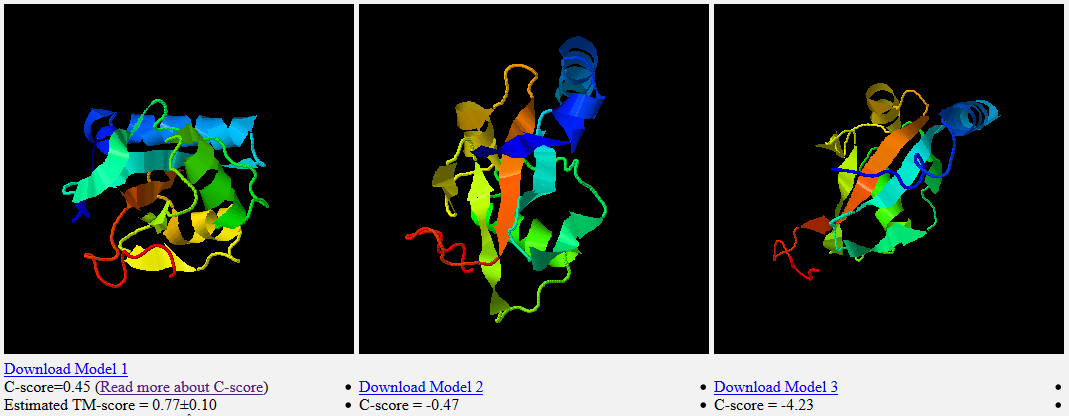 Download Model 1
C-score=0.45 (Read more about C-score)
Estimated TM-score = 0.77±0.10
• Download Model 2
• C-score = -0.47
• Download Model 3
• C-score = -4.23
•
•